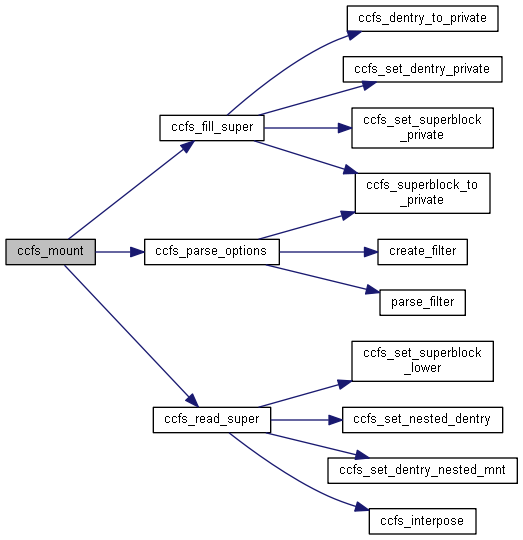 ccfs_dentry_to_private
ccfs_set_dentry_private
ccfs_fill_super
ccfs_set_superblock
_private
ccfs_superblock_to
_private
ccfs_mount
ccfs_parse_options
create_filter
parse_filter
ccfs_set_superblock
_lower
ccfs_read_super
ccfs_set_nested_dentry
ccfs_set_dentry_nested_mnt
ccfs_interpose